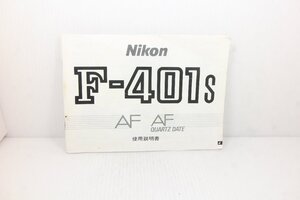 Nikon
F-401s
AF AF
QUARTZ DATE
使用説明書